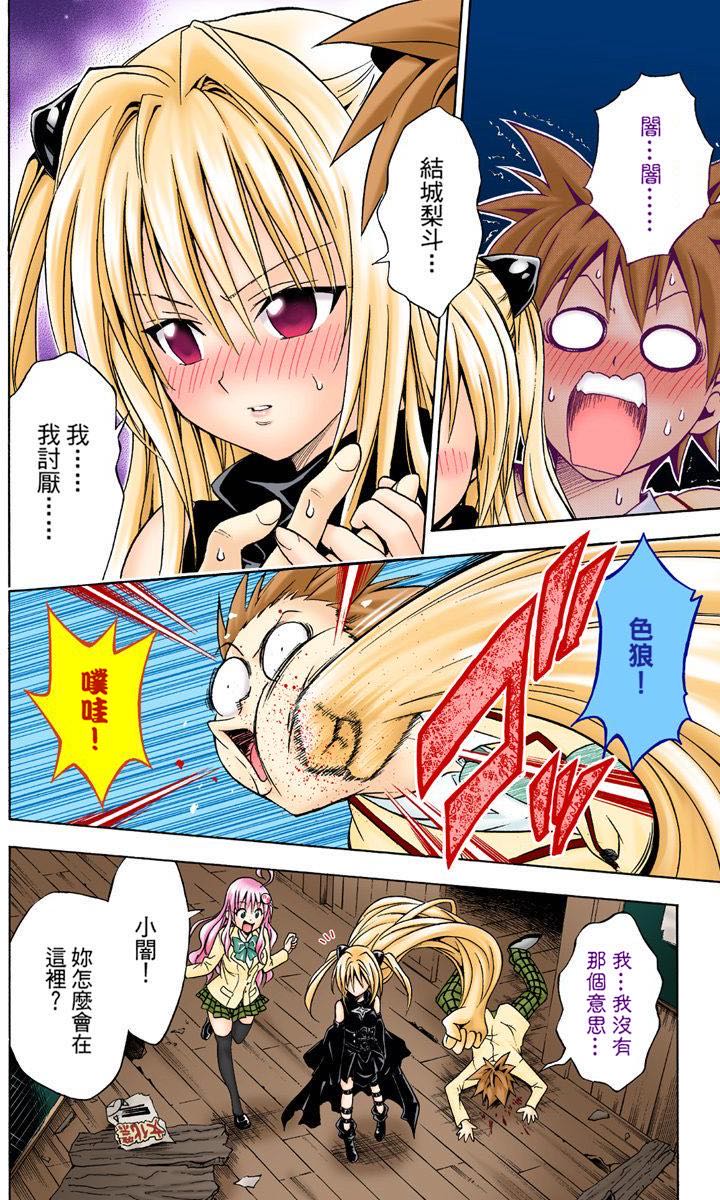 闇…闇……
結城梨斗…
我……
我討厭……
色狼！
噗哇！
我…我沒有
那個意思…
小闇！
妳怎麼會在
這裡？